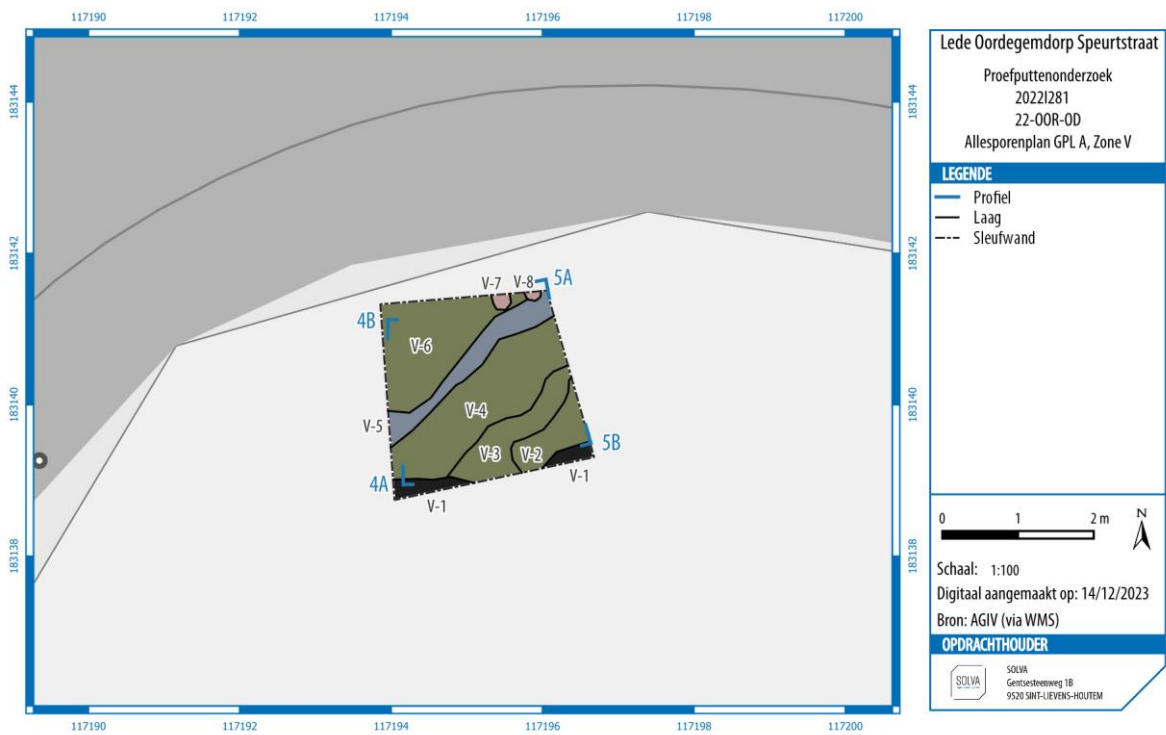 117190 117192 117194 117196 117198 117200
183144
183144
183142
183142
183140
183140
183138
183138
V-7 V-8 5A
4B
V-6
V-4
V-5
5B
V-3 V-2
4A
V-1
V-1
117190 117192 117194 117196 117198 117200
Lede Oordegemdorp Speurtstraat
Proefputtenonderzoek
2022I281
22-OOR-OD
Allesporenplan GPL A, Zone V
LEGENDE
Profiel
Laag
Sleufwand
0 1 2 m
N
Schaal: 1:100
Digitaal aangemaakt op: 14/12/2023
Bron: AGIV (via WMS)
OPDRACHTHOUDER
SOLVA
SOLVA
Gentsesteenweg 1B
9520 SINT-LIEVENS-HOUTEM